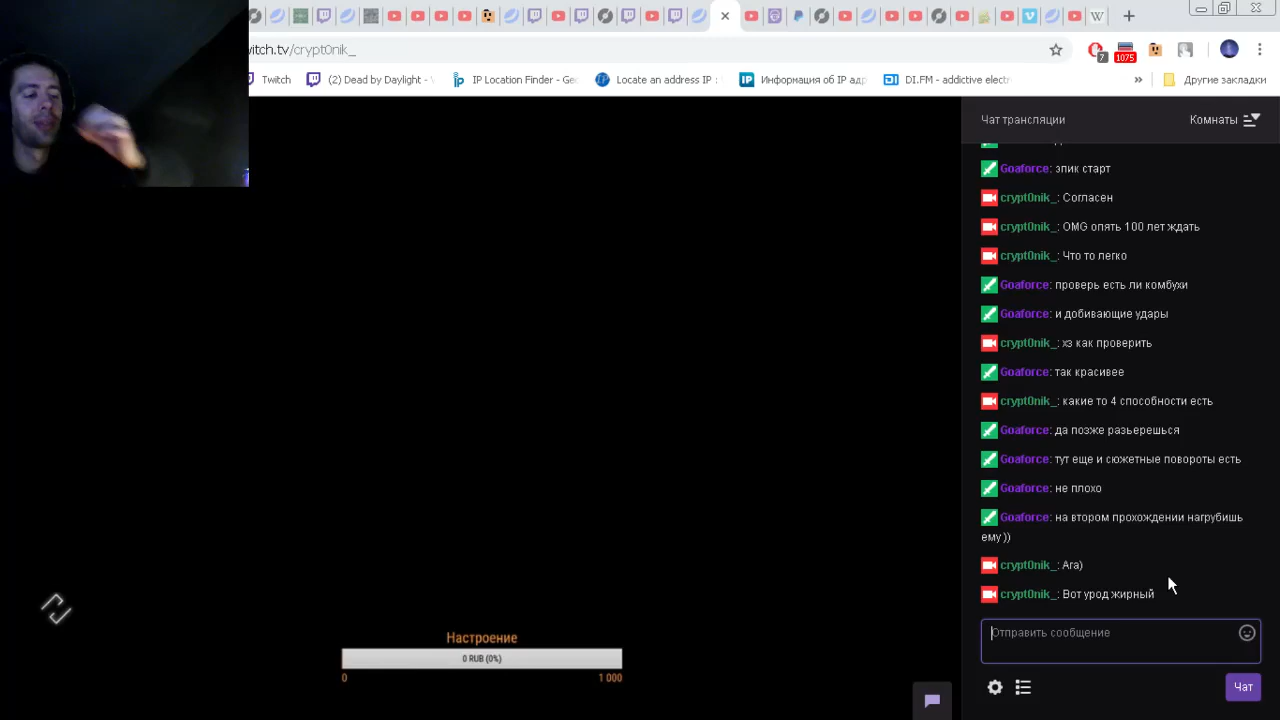 itch.tv/crypt0nik_
7
1075
Twitch
(2) Dead by Daylight -
IP Location Finder - Geo
Locate an address IP :
Информация об IP адр
DI.FM - addictive electr
»
Другие закладки
Чат трансляции
Комнаты
Goaforce: эпик старт
crypt0nik_: Согласен
crypt0nik_: OMG опять 100 лет ждать
crypt0nik_: Что то легко
Goaforce: проверь есть ли комбухи
Goaforce: и добивающие удары
crypt0nik_: хз как проверить
Goaforce: так красивее
crypt0nik_: какие то 4 способности есть
Goaforce: да позже разьерешься
Goaforce: тут еще и сюжетные повороты есть
Goaforce: не плохо
Goaforce: на втором прохождении нагрубишь
ему ))
crypt0nik_: Ага)
crypt0nik_: Вот урод жирный
Отправить сообщение
Чат
Настроение
0 RUB (0%)
0
1 000